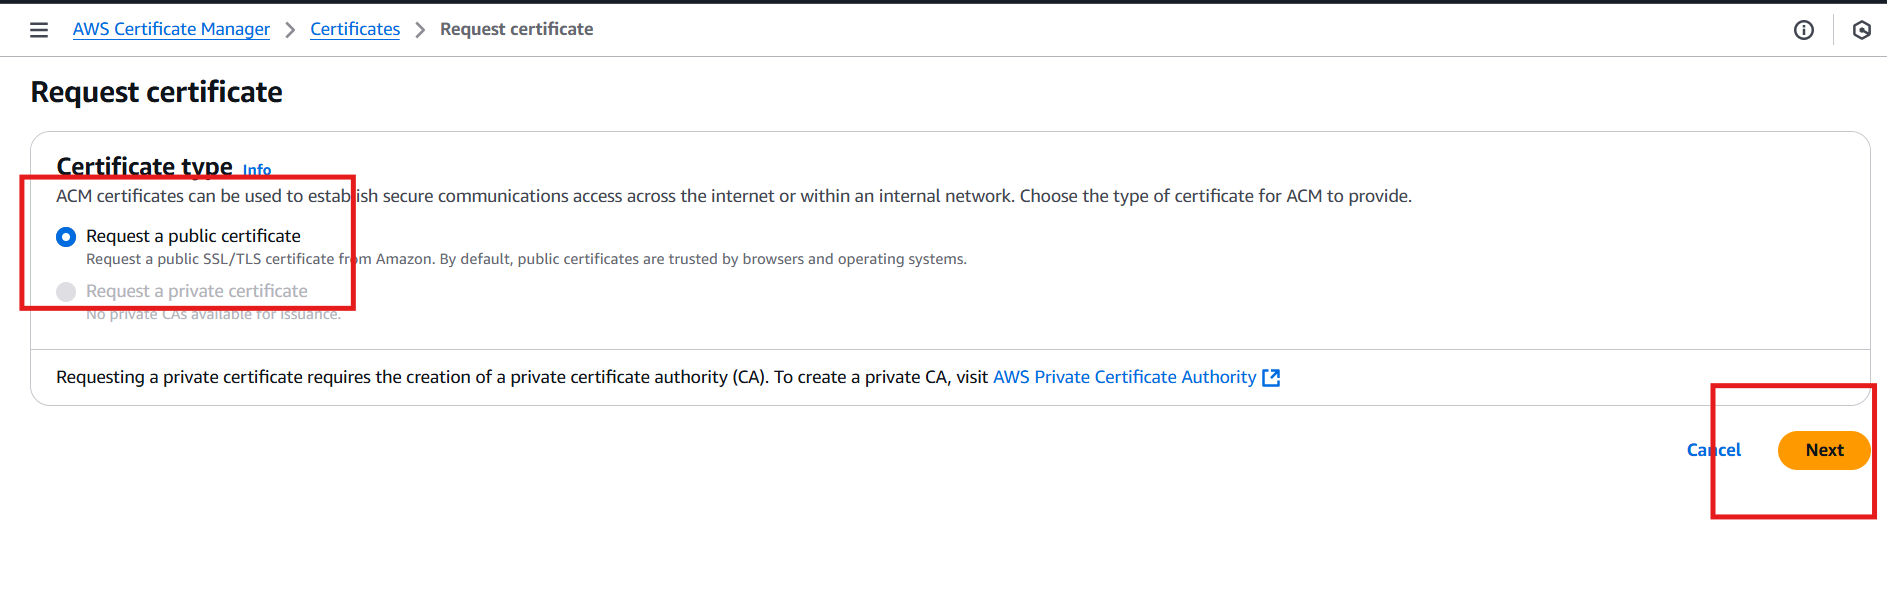 AWS Certificate Manager > Certificates > Request certificate
Request certificate
Certificate type Info
ACM certificates can be used to establish secure communications access across the internet or within an internal network. Choose the type of certificate for ACM to provide.
Request a public certificate
Request a public SSL/TLS certificate from Amazon. By default, public certificates are trusted by browsers and operating systems.
Request a private certificate
No private CAs available for issuance.
Requesting a private certificate requires the creation of a private certificate authority (CA). To create a private CA, visit AWS Private Certificate Authority
Cancel Next